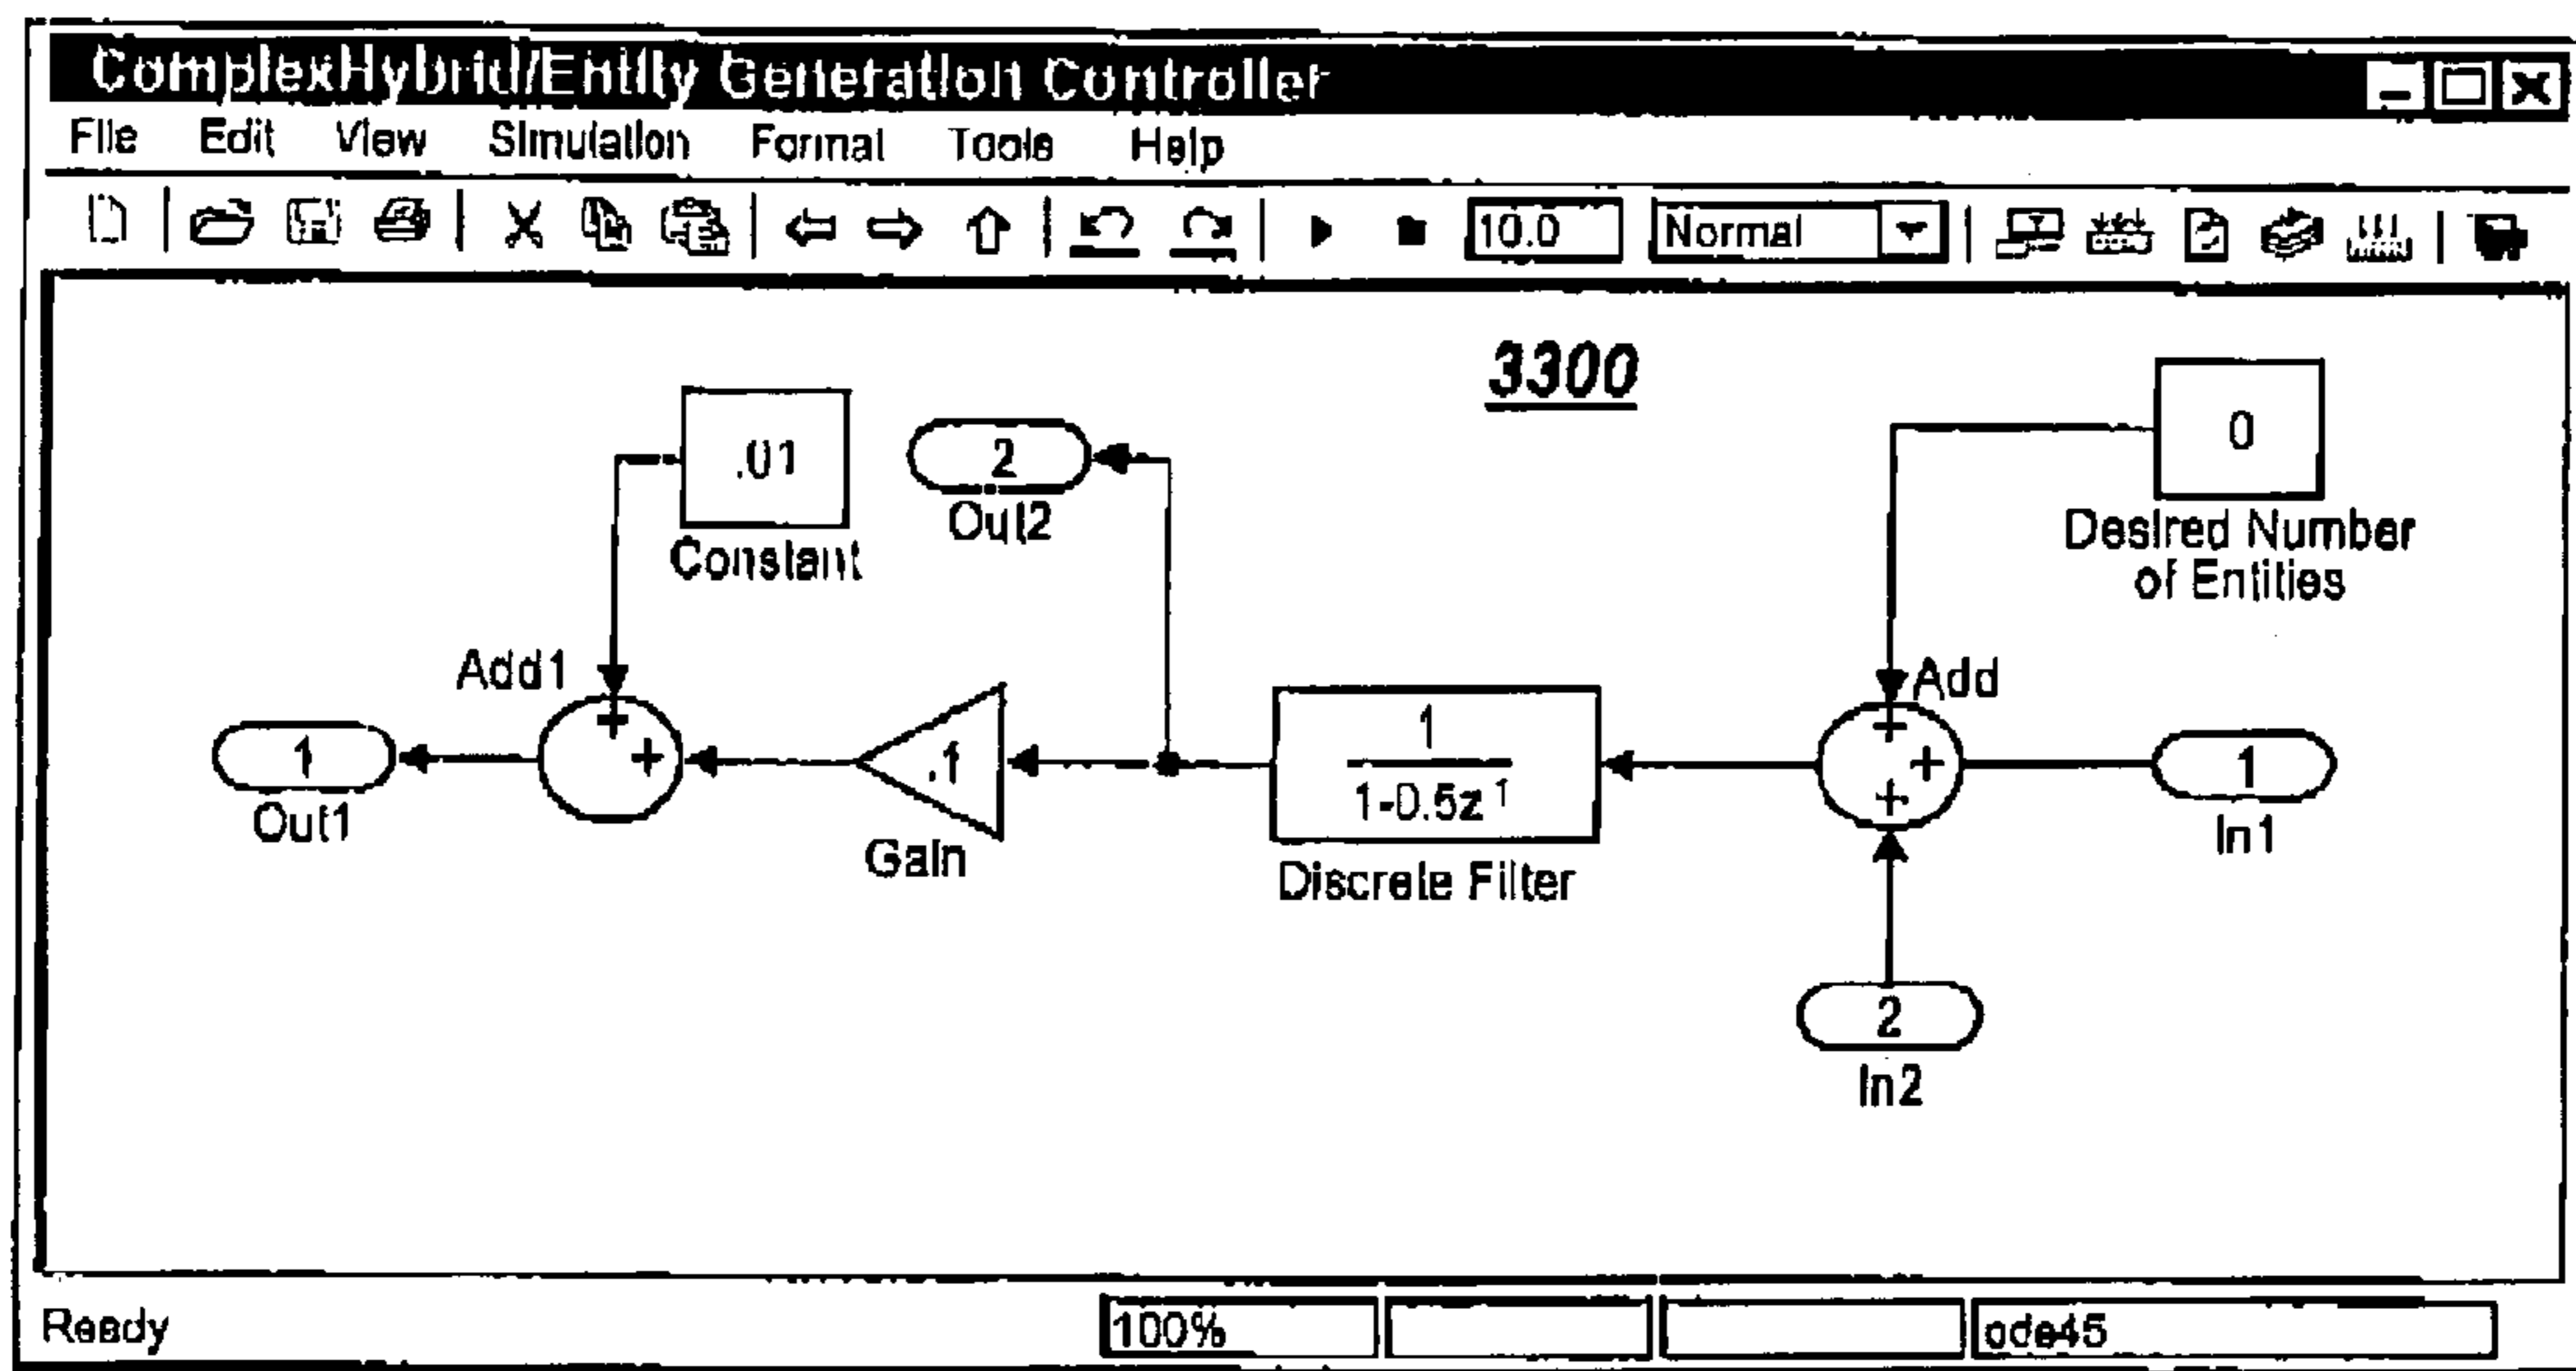 ComplexHybrid/Entity Generation Controller
File Edit View Simulation Format Tools Help
10.0 Normal
3300
.01
Constant
2
Out2
0
Desired Number
of Entities
Add1
1
Out1
.1
Gain
1
1-0.5z 1
Discrete Filter
Add
1
In1
2
In2
Ready 100% ode45